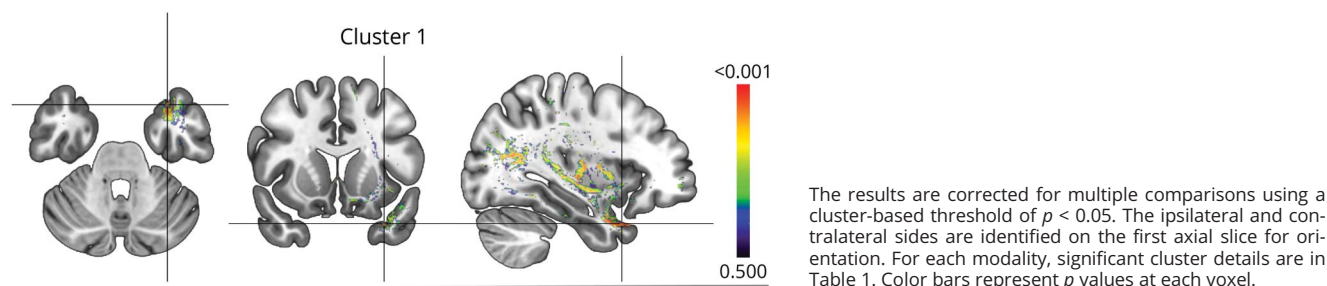 Cluster 1
<0.001
0.500
The results are corrected for multiple comparisons using a
cluster-based threshold of p < 0.05. The ipsilateral and con-
tralateral sides are identified on the first axial slice for ori-
entation. For each modality, significant cluster details are in
Table 1. Color bars represent p values at each voxel.